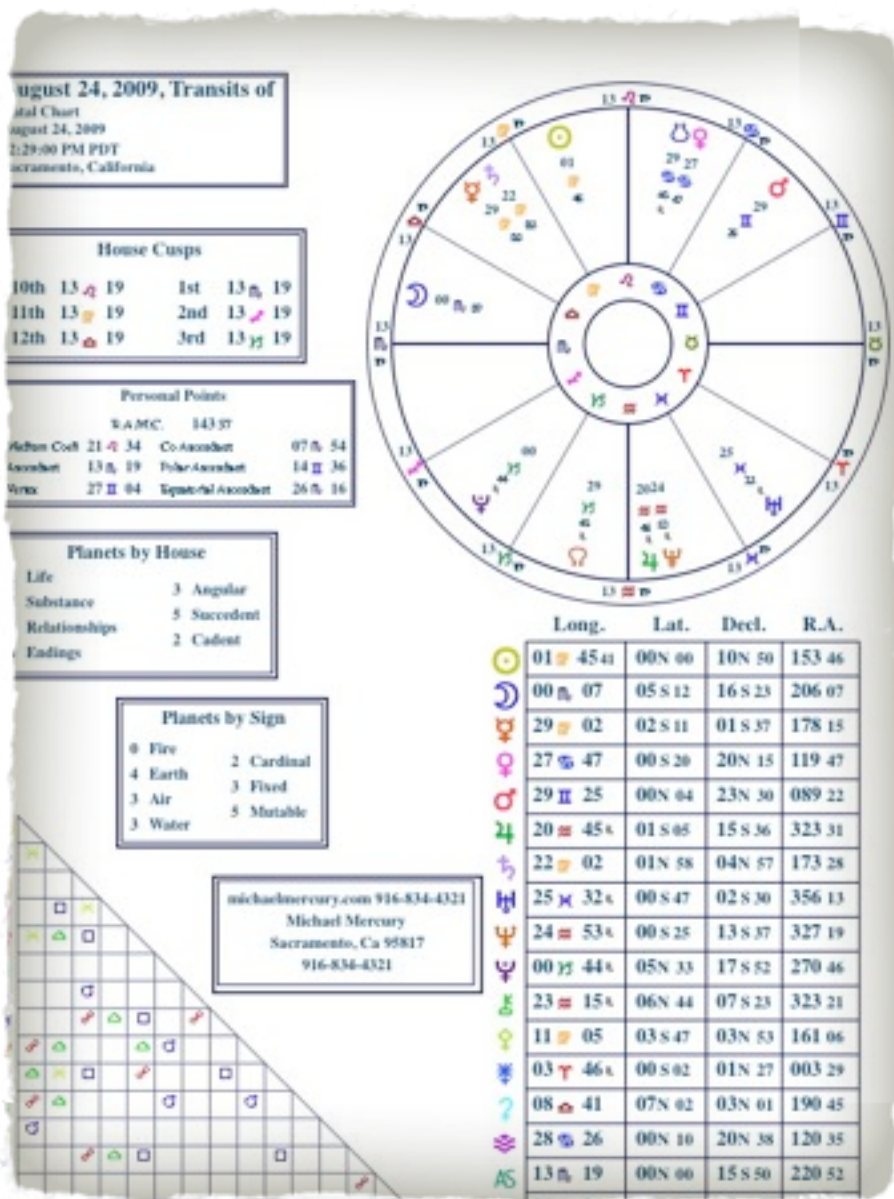 ugust 24, 2009, Transits of
atal Chart
ugust 24, 2009
2:29:00 PM PDT
acramento, California
House Cusps
10th 13 ♌ 19 1st 13 ♏ 19
11th 13 ♍ 19 2nd 13 ♐ 19
12th 13 ♎ 19 3rd 13 ♑ 19
Personal Points
R.A.M.C. 143 57
21 ♌ 34 Co Ascendant 07 ♏ 54
Ascendant 13 ♏ 19 Polar Ascendant 14 ♊ 36
Vertex 27 ♊ 04 Equatorial Ascendant 26 ♏ 16
Planets by House
Life
Substance
Relationships
Endings
3 Angular
5 Succedent
2 Cadent
Planets by Sign
0 Fire
4 Earth
3 Air
3 Water
2 Cardinal
3 Fixed
5 Mutable
michaelmercury.com 916-834-4321
Michael Mercury
Sacramento, Ca 95817
916-834-4321
Long. Lat. Decl. R.A.
☉ 01 ♍ 45 41 00N 00 10N 50 153 46
☽ 00 ♏ 07 05 S 12 16 S 23 206 07
☿ 29 ♍ 02 02 S 11 01 S 37 178 15
♀ 27 ♋ 47 00 S 20 20N 15 119 47
♂ 29 ♊ 25 00N 04 23N 30 089 22
♃ 20 ♒ 45 ℞ 01 S 05 15 S 36 323 31
♄ 22 ♍ 02 01N 58 04N 57 173 28
♅ 25 ♓ 32 ℞ 00 S 47 02 S 30 356 13
♆ 24 ♒ 53 ℞ 00 S 25 13 S 37 327 19
00 ♑ 44 ℞ 05N 33 17 S 52 270 46
⚷ 23 ♒ 15 ℞ 06N 44 07 S 23 323 21
11 ♍ 05 03 S 47 03N 53 161 06
03 ♈ 46 ℞ 00 S 02 01N 27 003 29
08 ♎ 41 07N 02 03N 01 190 45
28 ♋ 26 00N 10 20N 38 120 35
AS 13 ♏ 19 00N 00 15 S 50 220 52